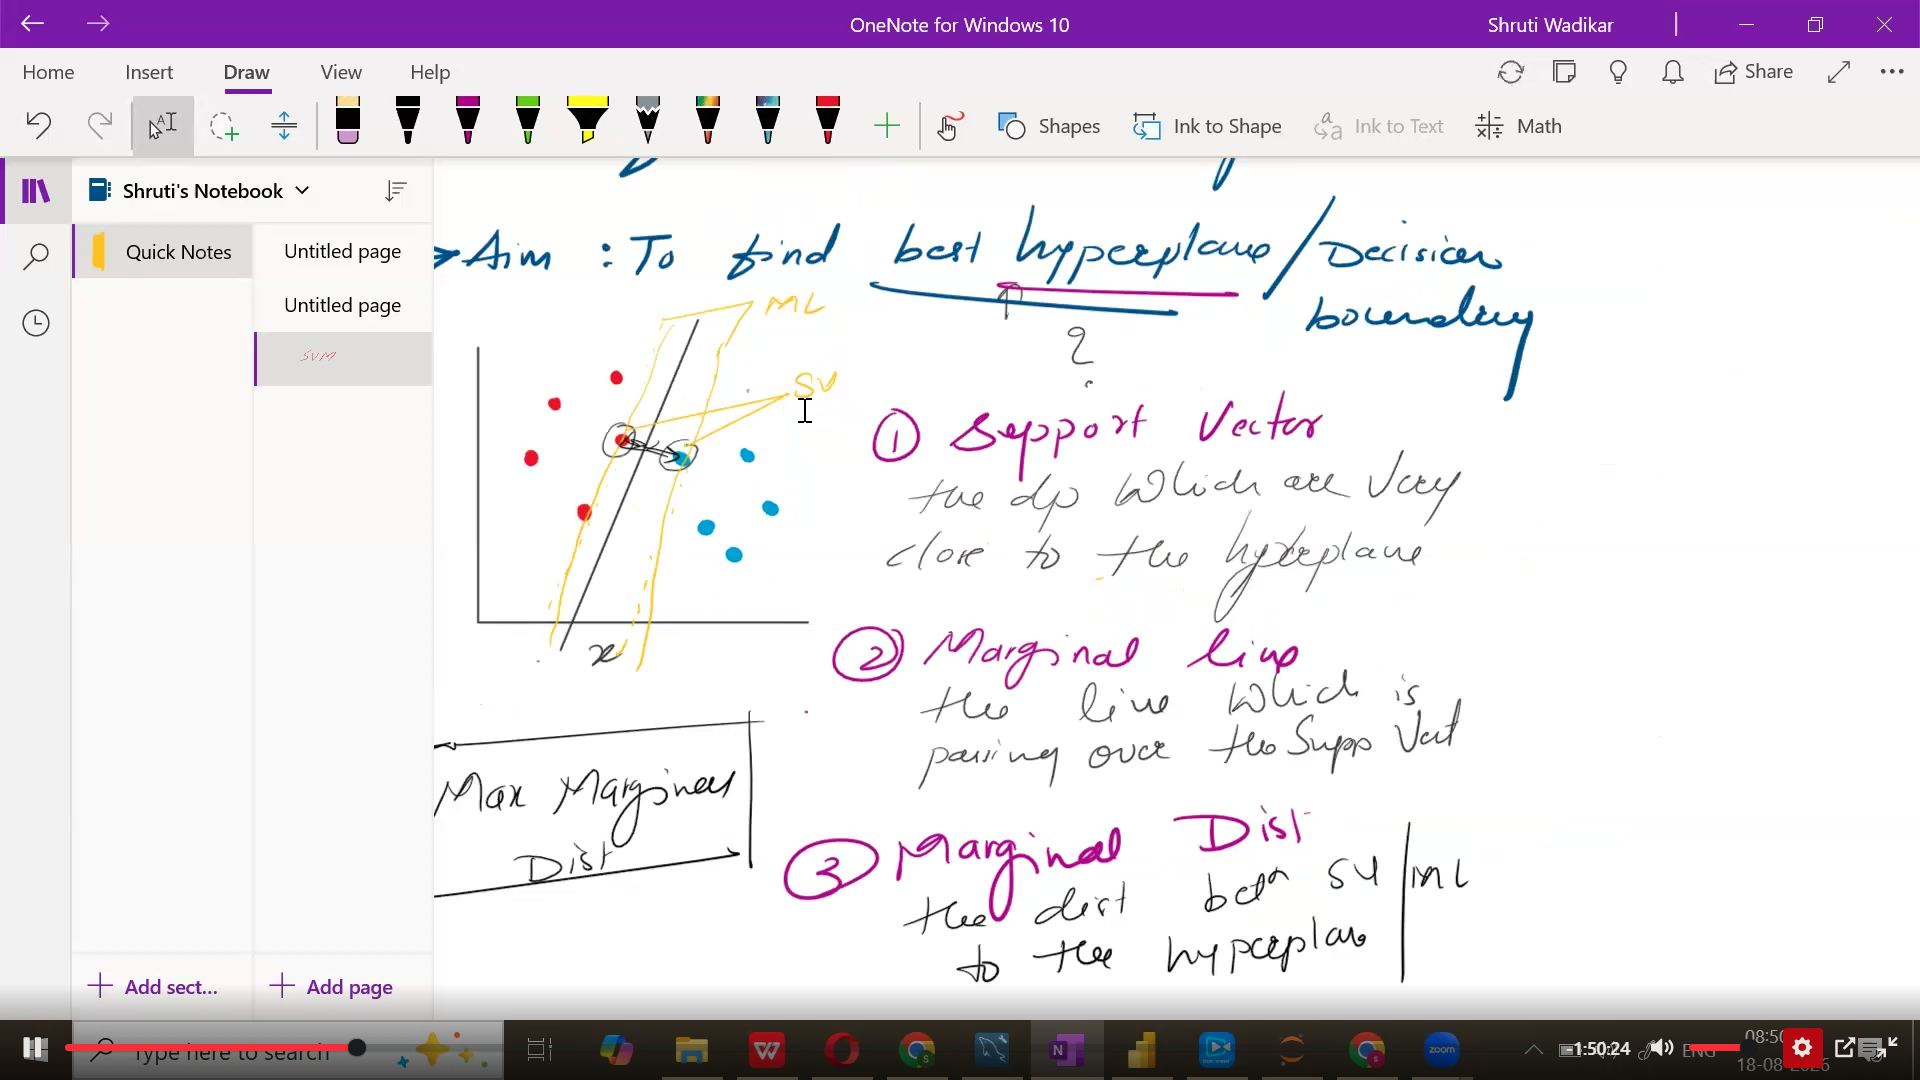 OneNote for Windows 10
Shruti Wadikar
Home Insert Draw View Help
Share
Shapes Ink to Shape Ink to Text Math
Shruti's Notebook
Quick Notes
Untitled page
Untitled page
SVM
Aim : To find best hyperplane / Decision
boundary
?
ML
SV
x
① Support Vector
the dp which are very
close to the hyperplane
② Marginal line
the line which is
passing over the Supp Vect
③ Marginal Dist
the dist betn SV / ML
to the hyperplane
Max Marginal
Dist
Add sect...
Add page
Type here to search
zoom
1:50:24
ENG
08:50